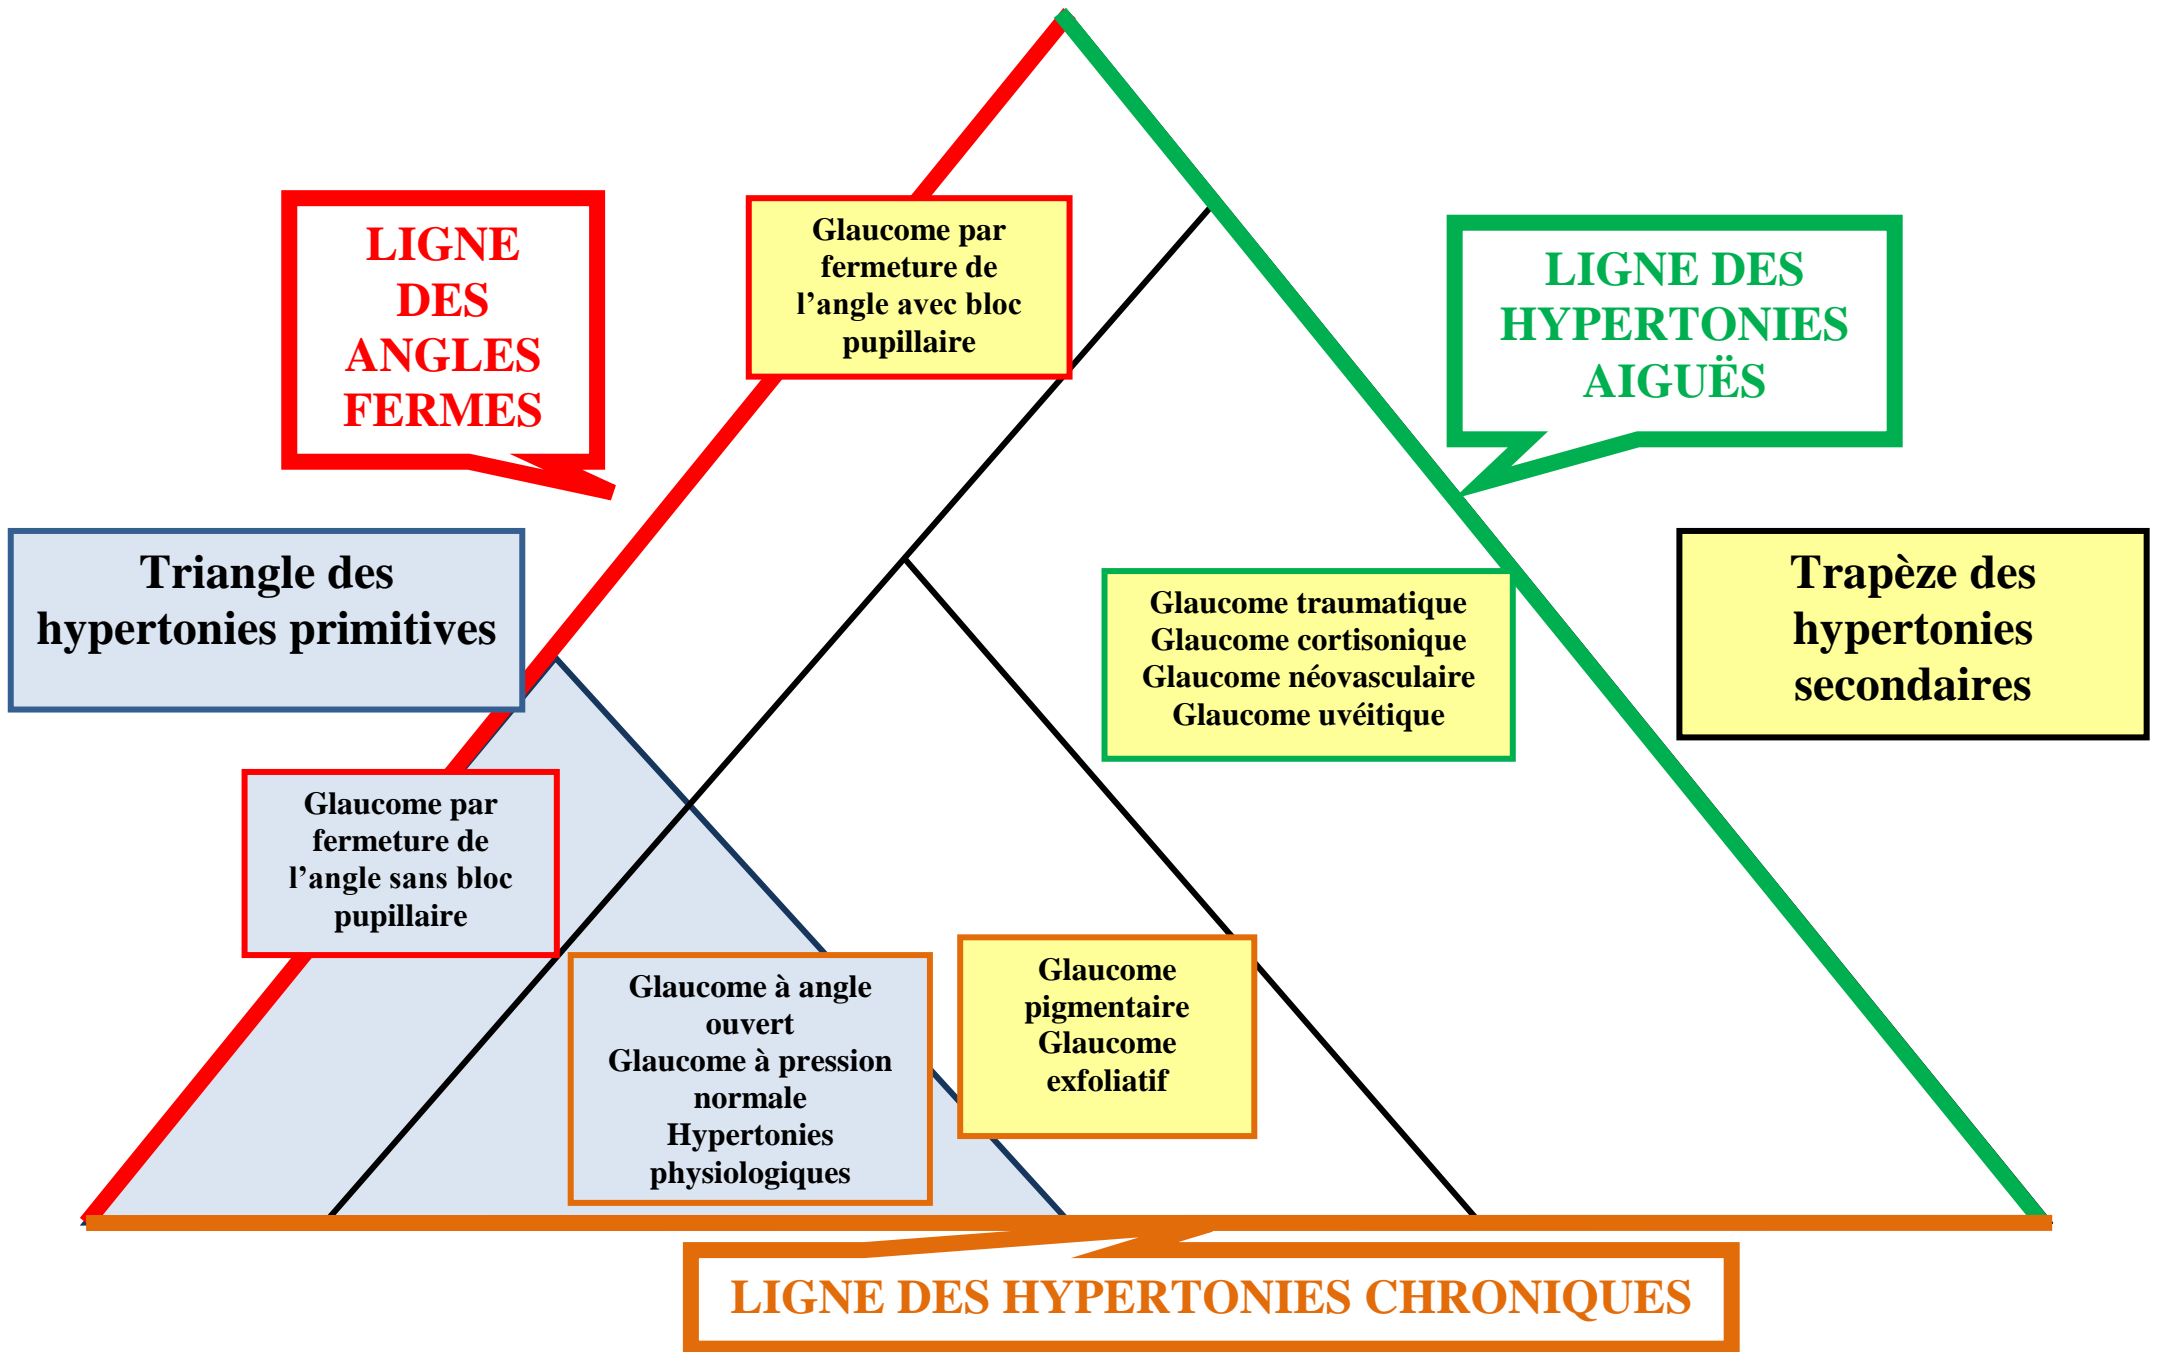 LIGNE
DES
ANGLES
FERMES
Glaucome par
fermeture de
l’angle avec bloc
pupillaire
LIGNE DES
HYPERTONIES
AIGUËS
Triangle des
hypertonies primitives
Glaucome traumatique
Glaucome cortisonique
Glaucome néovasculaire
Glaucome uvéitique
Trapèze des
hypertonies
secondaires
Glaucome par
fermeture de
l’angle sans bloc
pupillaire
Glaucome à angle
ouvert
Glaucome à pression
normale
Hypertonies
physiologiques
Glaucome
pigmentaire
Glaucome
exfoliatif
LIGNE DES HYPERTONIES CHRONIQUES